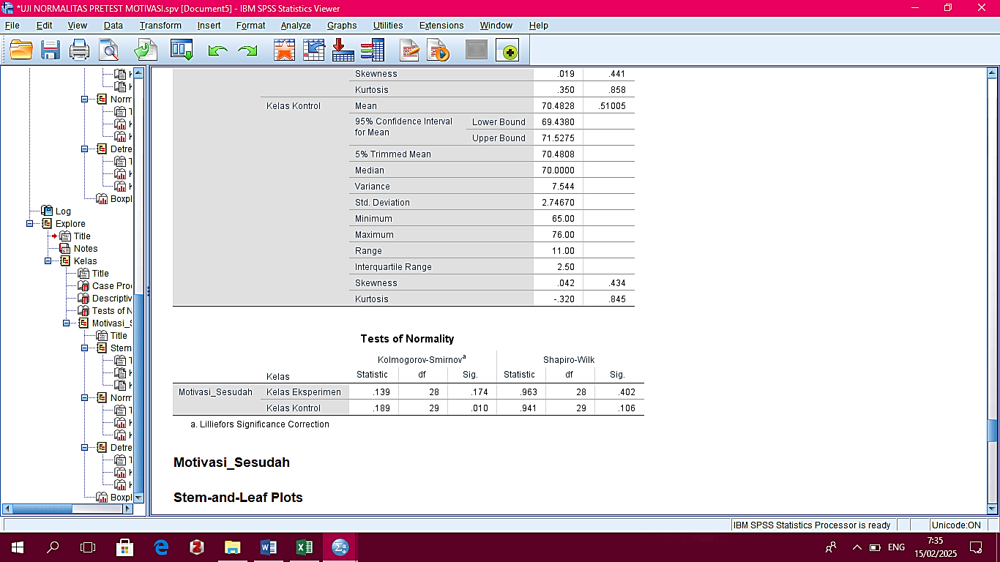 *UJI NORMALITAS PRETEST MOTIVASI.spv [Document5] - IBM SPSS Statistics Viewer
File Edit View Data Transform Insert Format Analyze Graphs Utilities Extensions Window Help
Norm
Detre
Boxpl
Log
Explore
Title
Notes
Kelas
Title
Case Pro
Descriptiv
Tests of N
Motivasi_S
Title
Stem
Norm
Detre
Boxpl
Skewness .019 .441
Kurtosis .350 .858
Kelas Kontrol Mean 70.4828 .51005
95% Confidence Interval for Mean Lower Bound 69.4380
Upper Bound 71.5275
5% Trimmed Mean 70.4808
Median 70.0000
Variance 7.544
Std. Deviation 2.74670
Minimum 65.00
Maximum 76.00
Range 11.00
Interquartile Range 2.50
Skewness .042 .434
Kurtosis -.320 .845
Tests of Normality
Kolmogorov-Smirnovᵃ Shapiro-Wilk
Kelas Statistic df Sig. Statistic df Sig.
Motivasi_Sesudah Kelas Eksperimen .139 28 .174 .963 28 .402
Kelas Kontrol .189 29 .010 .941 29 .106
a. Lilliefors Significance Correction
Motivasi_Sesudah
Stem-and-Leaf Plots
IBM SPSS Statistics Processor is ready Unicode:ON
ENG
7:35
15/02/2025